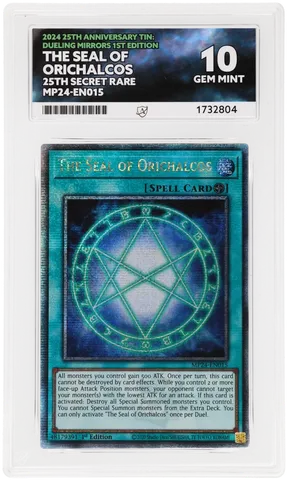 2024 25TH ANNIVERSARY TIN:
DUELING MIRRORS 1ST EDITION
THE SEAL OF
ORICHALCOS
25TH SECRET RARE
MP24-EN015
10
GEM MINT
1732804
THE SEAL OF ORICHALCOS
[SPELL CARD]
MP24-EN015
All monsters you control gain 500 ATK. Once per turn, this card
cannot be destroyed by card effects. While you control 2 or more
face-up Attack Position monsters, your opponent cannot target
your monster(s) with the lowest ATK for an attack. If this card is
activated: Destroy all Special Summoned monsters you control.
You cannot Special Summon monsters from the Extra Deck. You
can only activate "The Seal of Orichalcos" once per Duel.
1st Edition